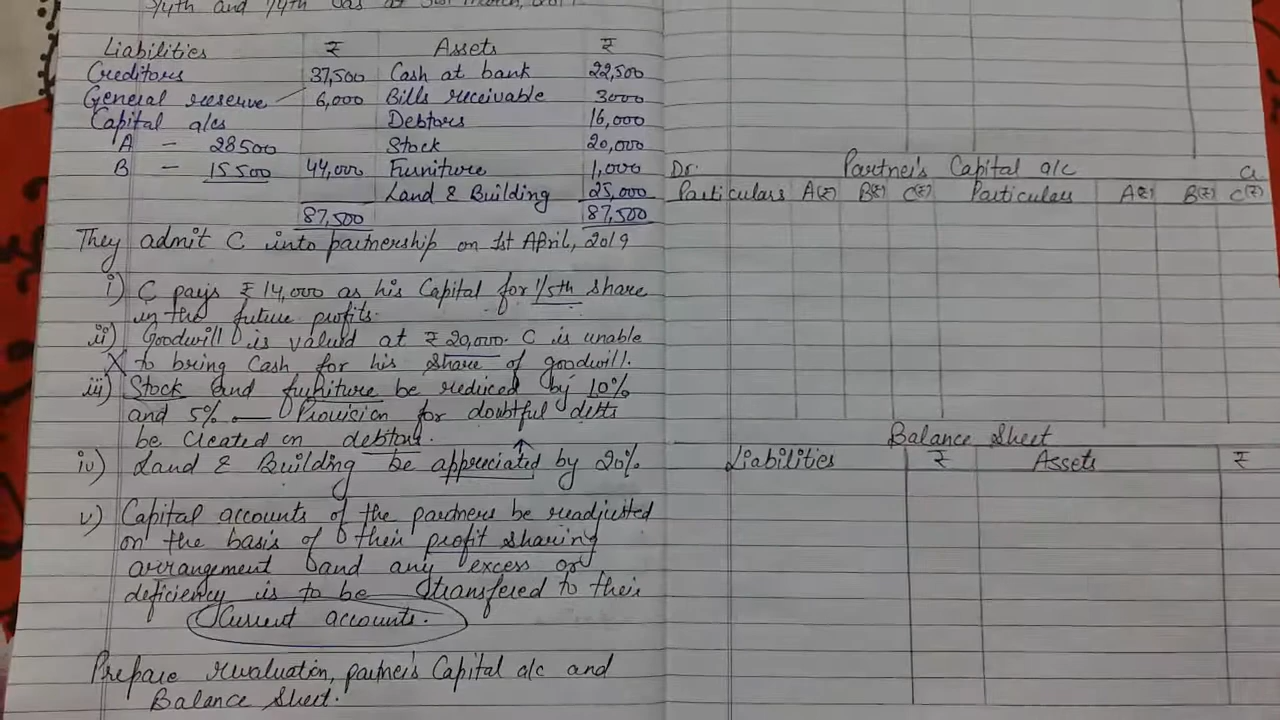 3/4th and 1/4th
Liabilities ₹ Assets ₹
Creditors 37,500 Cash at bank 22,500
General reserve 6,000 Bills receivable 3000
Capital a/cs Debtors 16,000
A - 28500 Stock 20,000
B - 15500 44,000 Furniture 1,000
Land & Building 25,000
87,500 87,500
They admit C into partnership on 1st April, 2019
i) C pays ₹ 14,000 as his Capital for 1/5th share
in the future profits.
ii) Goodwill is valued at ₹ 20,000. C is unable
to bring Cash for his share of goodwill.
iii) Stock and furniture be reduced by 10%
and 5% Provision for doubtful debts
be created on debtors.
iv) Land & Building be appreciated by 20%.
v) Capital accounts of the partners be readjusted
on the basis of their profit sharing
arrangement and any excess or
deficiency is to be transfered to their
Current accounts.
Prepare revaluation, partner's Capital a/c and
Balance Sheet.
Dr. Partner's Capital a/c Cr.
Particulars A(₹) B(₹) C(₹) Particulars A(₹) B(₹) C(₹)
Balance Sheet
Liabilities ₹ Assets ₹